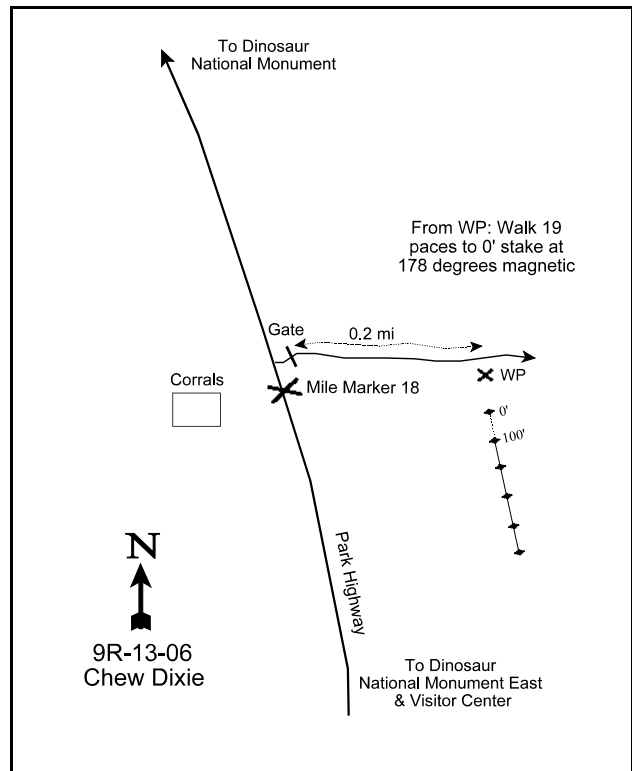 To Dinosaur
National Monument
From WP: Walk 19
paces to 0' stake at
178 degrees magnetic
Gate
0.2 mi
WP
Corrals
Mile Marker 18
0'
100'
Park Highway
N
9R-13-06
Chew Dixie
To Dinosaur
National Monument East
& Visitor Center